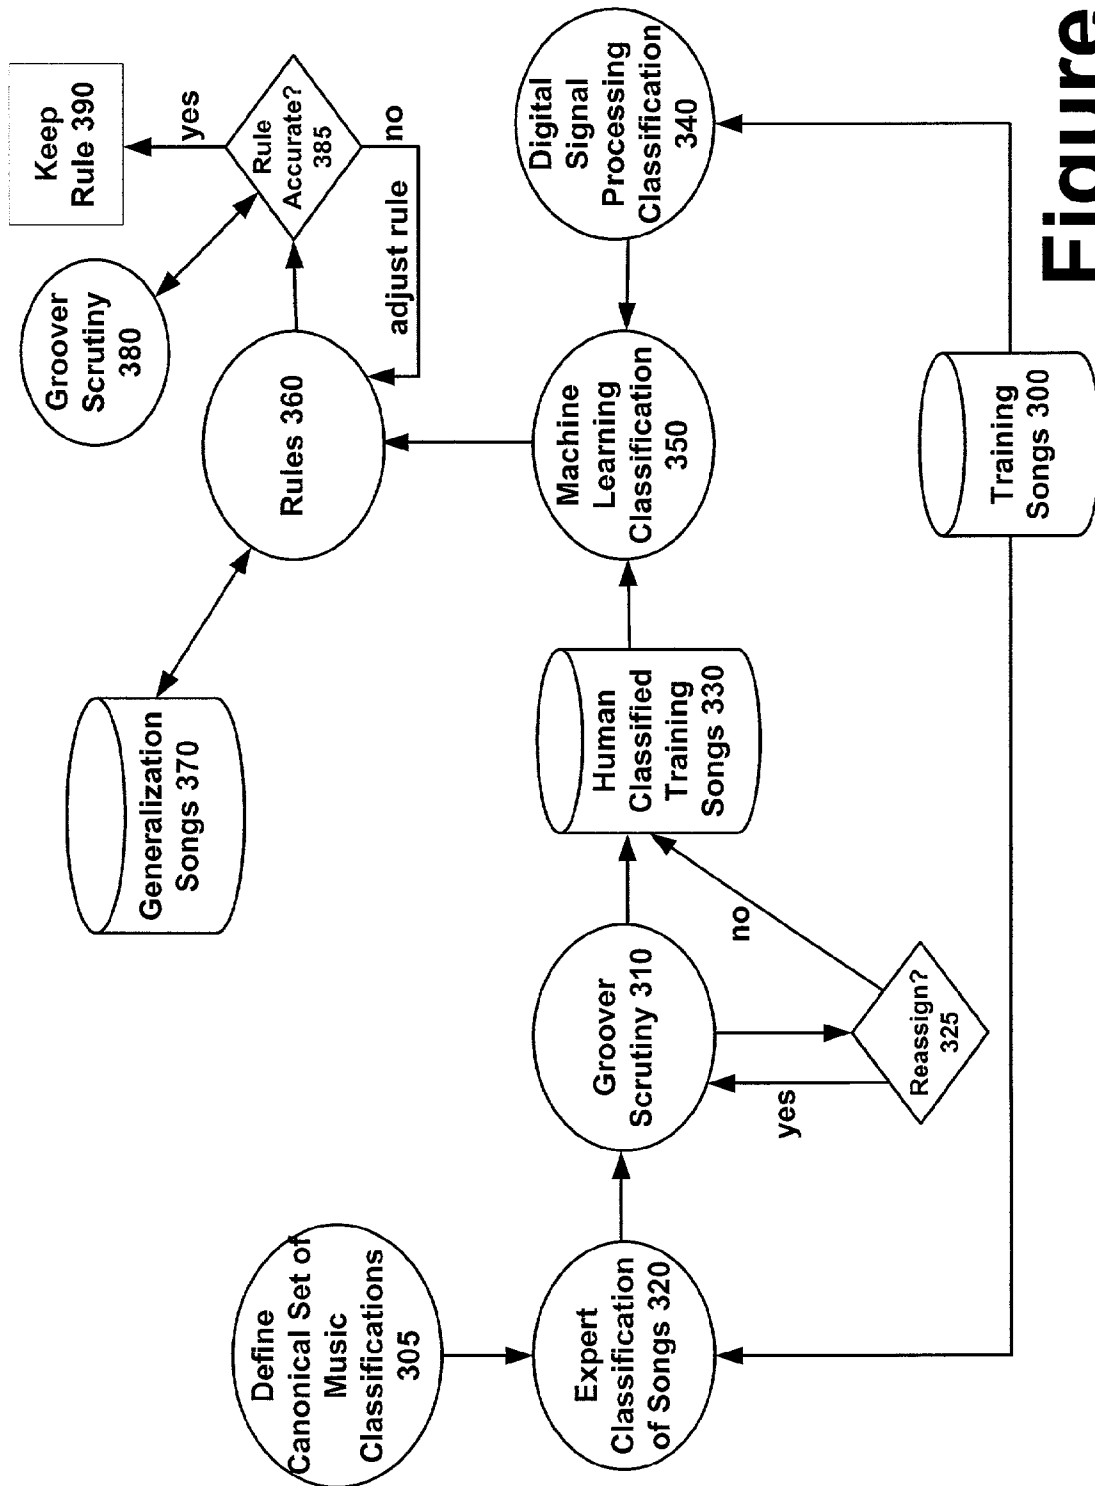 Define
Canonical Set of
Music
Classifications
305
Expert
Classification
of Songs 320
Groover
Scrutiny 310
yes
no
Reassign?
325
Human
Classified
Training
Songs 330
Generalization
Songs 370
Machine
Learning
Classification
350
Rules 360
Groover
Scrutiny
380
adjust rule
Rule
Accurate?
385
yes
no
Keep
Rule 390
Digital
Signal
Processing
Classification
340
Training
Songs 300
Figure